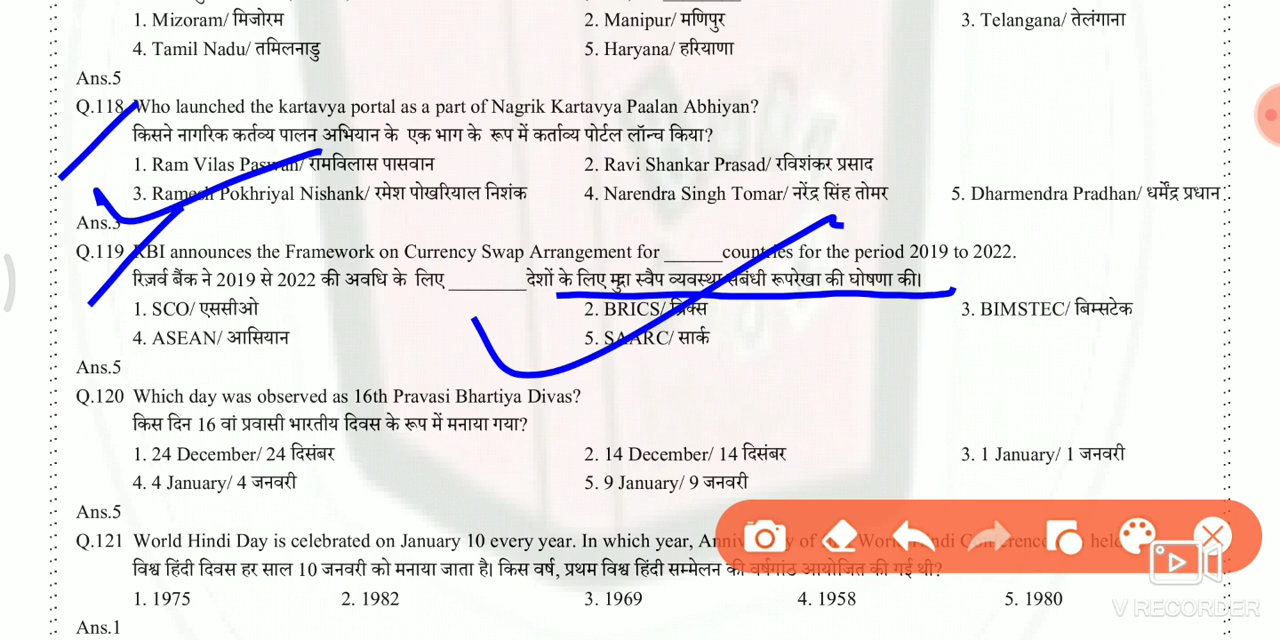 1. Mizoram/ मिजोरम 2. Manipur/ मणिपुर 3. Telangana/ तेलंगाना
4. Tamil Nadu/ तमिलनाडु 5. Haryana/ हरियाणा
Ans.5
Q.118 Who launched the kartavya portal as a part of Nagrik Kartavya Paalan Abhiyan?
किसने नागरिक कर्तव्य पालन अभियान के एक भाग के रूप में कर्ताव्य पोर्टल लॉन्च किया?
1. Ram Vilas Paswan/ रामविलास पासवान 2. Ravi Shankar Prasad/ रविशंकर प्रसाद
3. Ramesh Pokhriyal Nishank/ रमेश पोखरियाल निशंक 4. Narendra Singh Tomar/ नरेंद्र सिंह तोमर 5. Dharmendra Pradhan/ धर्मेंद्र प्रधान
Ans.3
Q.119 RBI announces the Framework on Currency Swap Arrangement for ______countries for the period 2019 to 2022.
रिज़र्व बैंक ने 2019 से 2022 की अवधि के लिए ________देशों के लिए मुद्रा स्वैप व्यवस्था संबंधी रूपरेखा की घोषणा की।
1. SCO/ एससीओ 2. BRICS/ ब्रिक्स 3. BIMSTEC/ बिम्सटेक
4. ASEAN/ आसियान 5. SAARC/ सार्क
Ans.5
Q.120 Which day was observed as 16th Pravasi Bhartiya Divas?
किस दिन 16 वां प्रवासी भारतीय दिवस के रूप में मनाया गया?
1. 24 December/ 24 दिसंबर 2. 14 December/ 14 दिसंबर 3. 1 January/ 1 जनवरी
4. 4 January/ 4 जनवरी 5. 9 January/ 9 जनवरी
Ans.5
Q.121 World Hindi Day is celebrated on January 10 every year. In which year, Anniversary of World Hindi Conference held
विश्व हिंदी दिवस हर साल 10 जनवरी को मनाया जाता है। किस वर्ष, प्रथम विश्व हिंदी सम्मेलन की वर्षगांठ आयोजित की गई थी?
1. 1975 2. 1982 3. 1969 4. 1958 5. 1980
Ans.1
V RECORDER